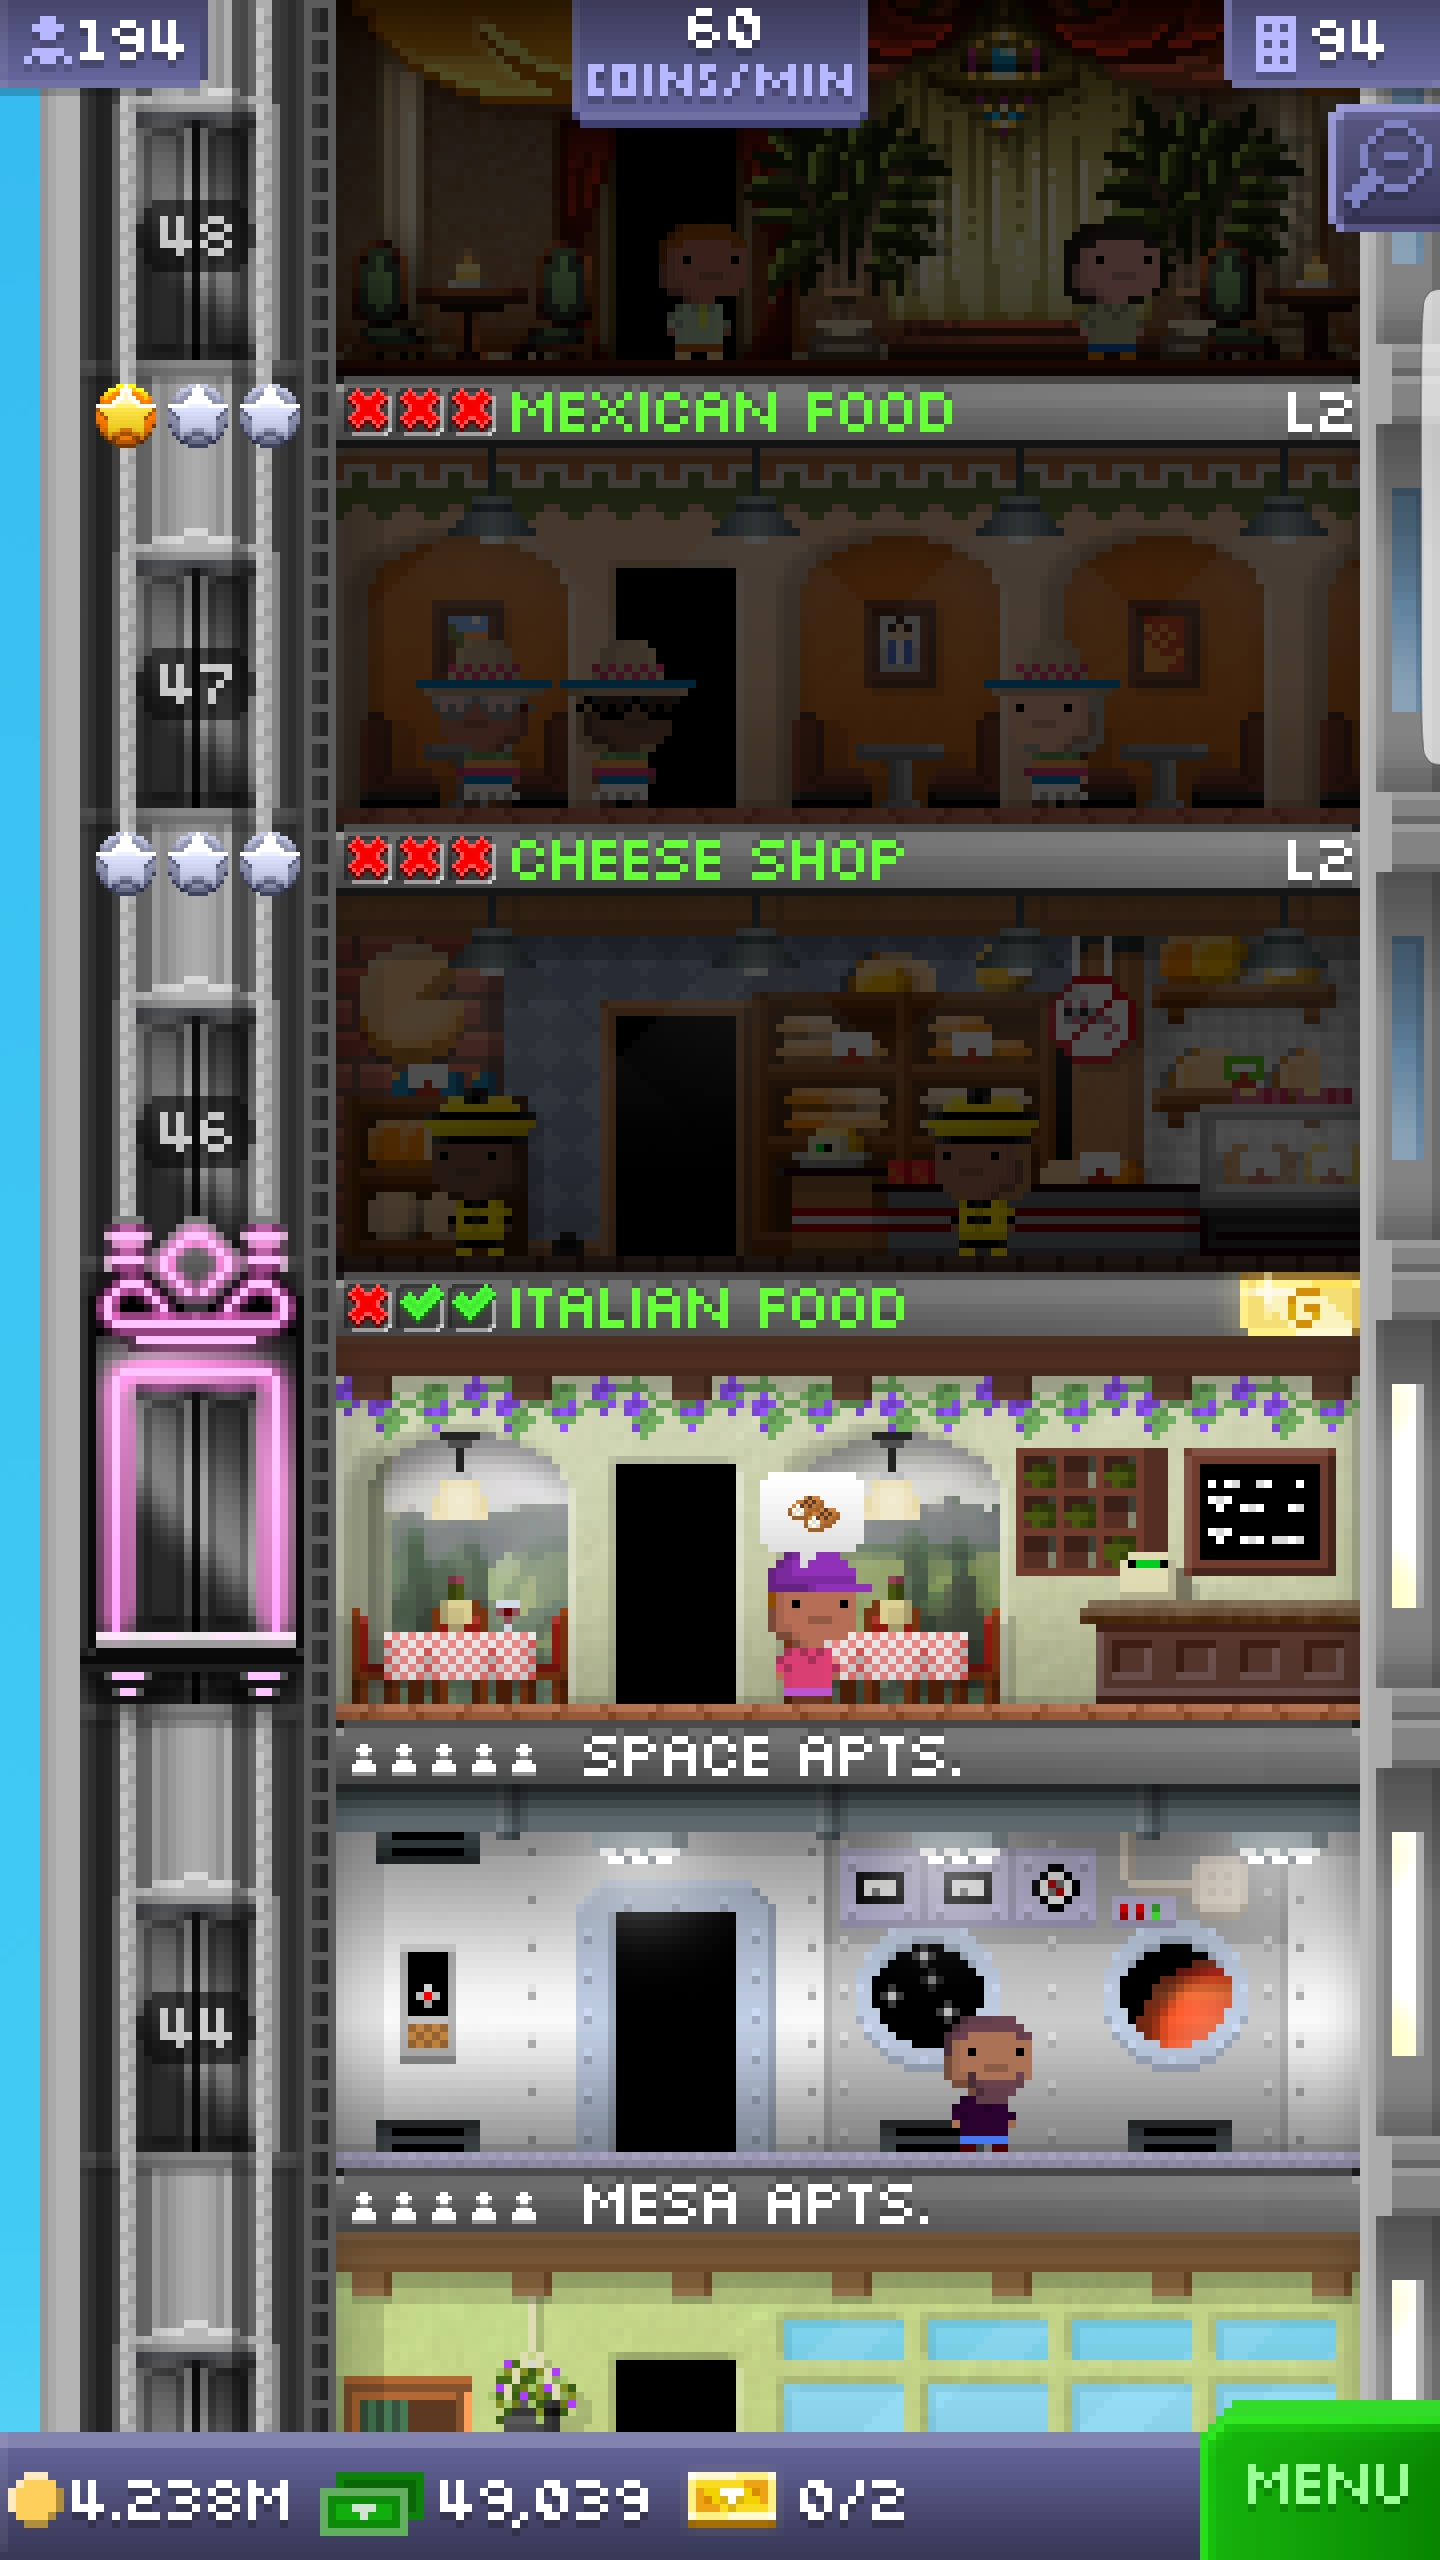 194
60
COINS/MIN
94
48
MEXICAN FOOD L2
47
CHEESE SHOP L2
46
ITALIAN FOOD G
SPACE APTS.
44
MESA APTS.
4.238M 49,039 0/2 MENU